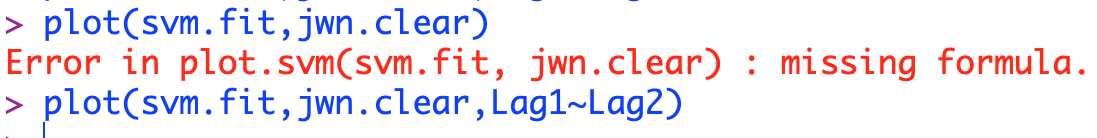 > plot(svm.fit,jwn.clear)
Error in plot.svm(svm.fit, jwn.clear) : missing formula.
> plot(svm.fit,jwn.clear,Lag1~Lag2)
>